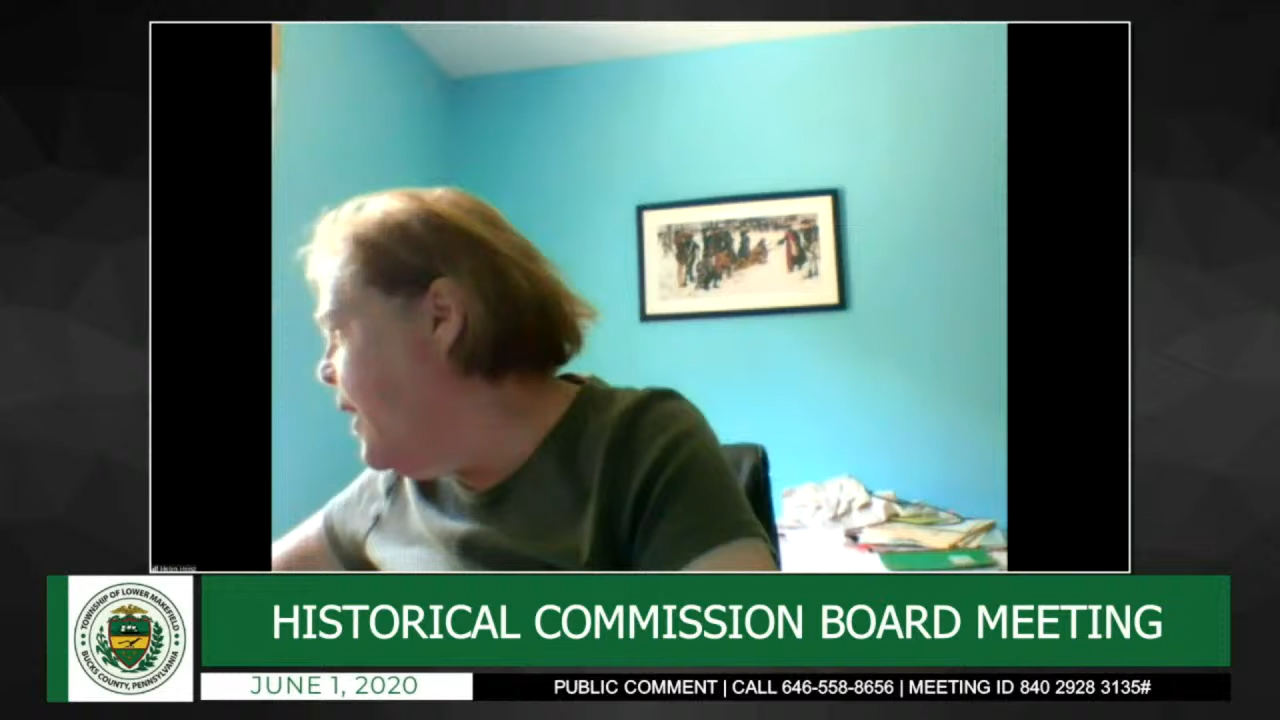 HISTORICAL COMMISSION BOARD MEETING
TOWNSHIP OF LOWER MAKEFIELD
BUCKS COUNTY, PENNSYLVANIA
JUNE 1, 2020
PUBLIC COMMENT | CALL 646-558-8656 | MEETING ID 840 2928 3135#